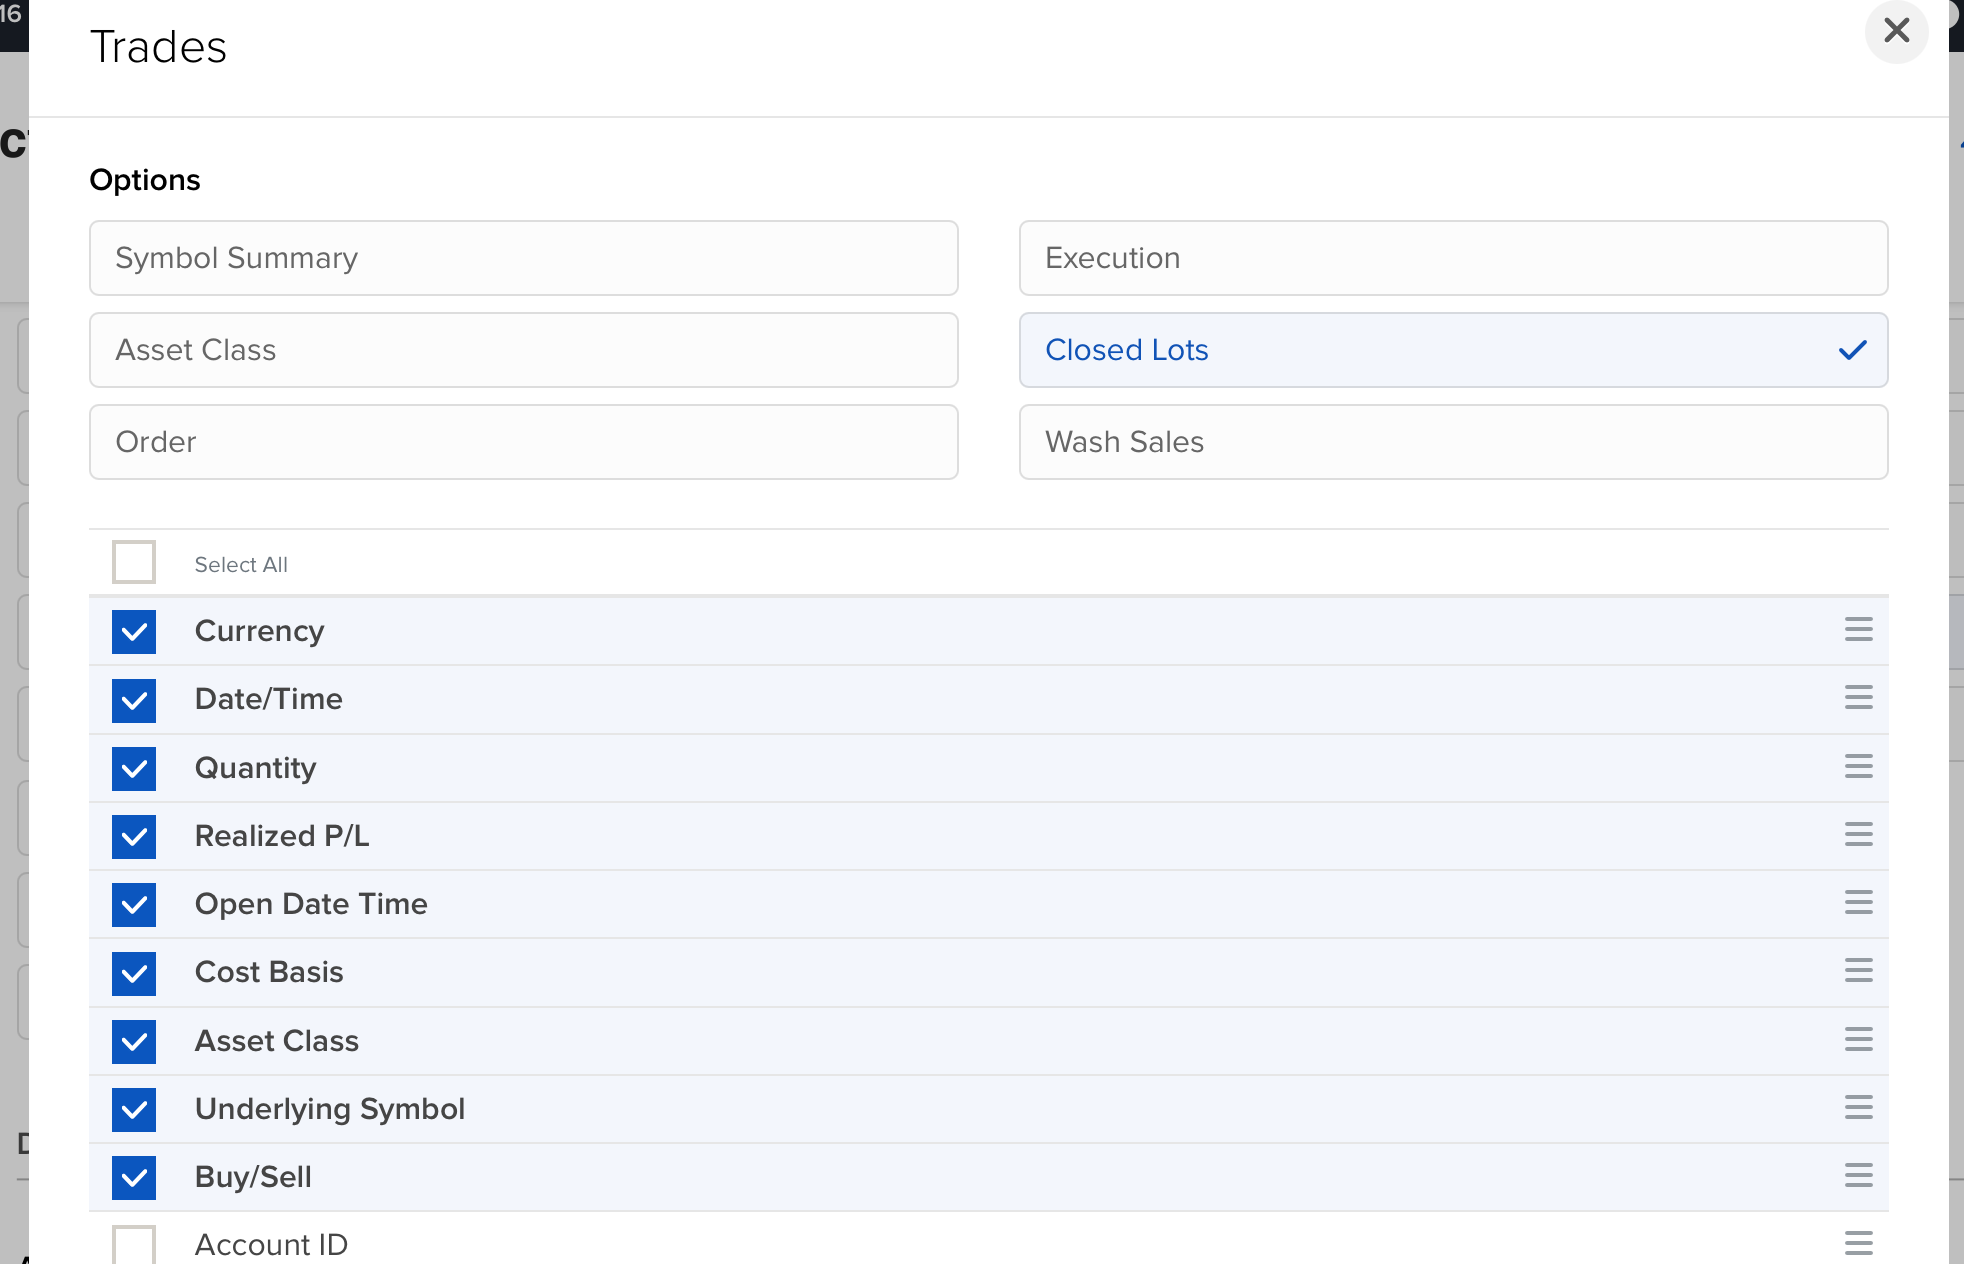 16
Trades
Options
Symbol Summary
Execution
Asset Class
Closed Lots
Order
Wash Sales
Select All
Currency
Date/Time
Quantity
Realized P/L
Open Date Time
Cost Basis
Asset Class
Underlying Symbol
Buy/Sell
Account ID